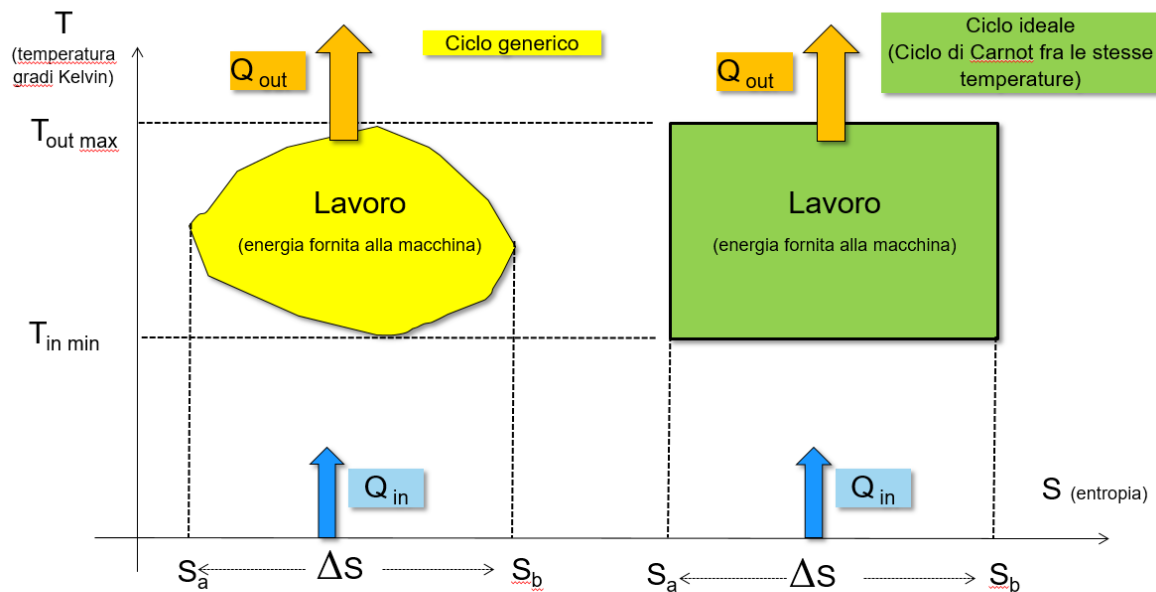 T
(temperatura
gradi Kelvin)
Q out
Ciclo generico
Q out
Ciclo ideale
(Ciclo di Carnot fra le stesse
temperature)
T out max
Lavoro
(energia fornita alla macchina)
Lavoro
(energia fornita alla macchina)
T in min
Q in
Q in
S (entropia)
Sa
ΔS
Sb
Sa
ΔS
Sb